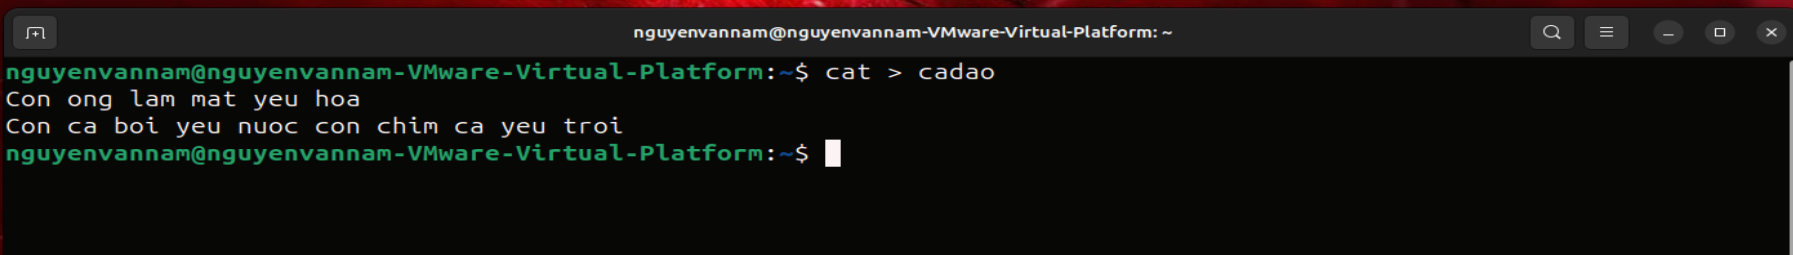 nguyenvannam@nguyenvannam-VMware-Virtual-Platform: ~
nguyenvannam@nguyenvannam-VMware-Virtual-Platform:~$ cat > cadao
Con ong lam mat yeu hoa
Con ca boi yeu nuoc con chim ca yeu troi
nguyenvannam@nguyenvannam-VMware-Virtual-Platform:~$